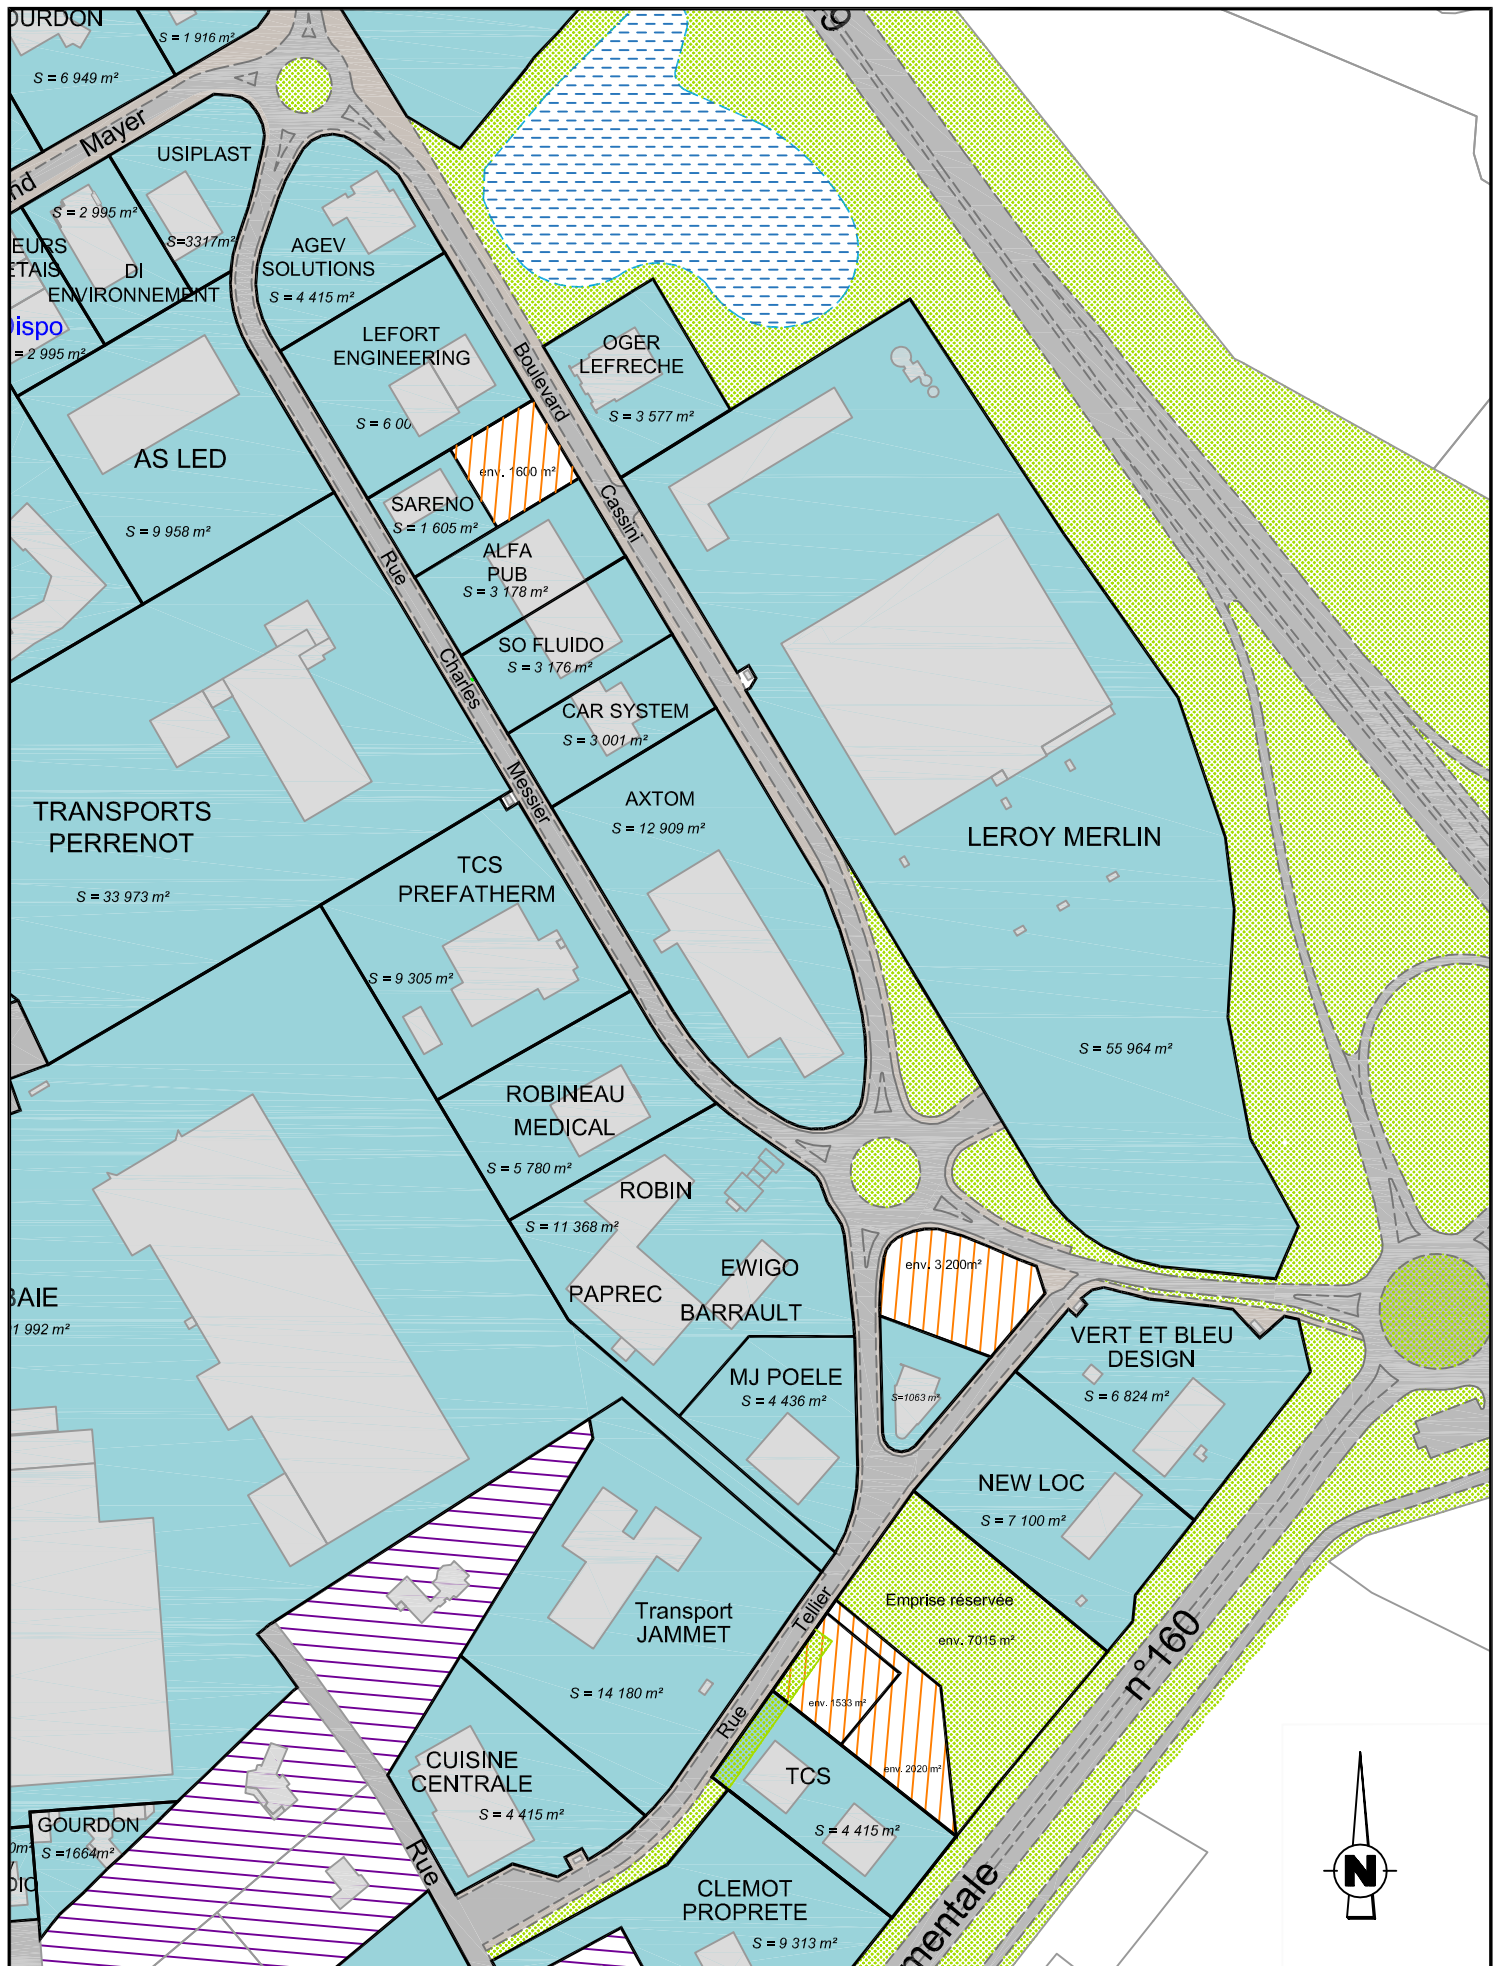 OURDON
S = 6 949 m²
S = 1 916 m²
9
Mayer
nd
USIPLAST
S = 2 995 m²
S=3317m²
EURS
ETAIS
DI
ENVIRONNEMENT
Dispo
= 2 995 m²
AGEV
SOLUTIONS
S = 4 415 m²
LEFORT
ENGINEERING
S = 6 00
Boulevard
Cassini
OGER
LEFRECHE
S = 3 577 m²
AS LED
S = 9 958 m²
env. 1600 m²
SARENO
S = 1 605 m²
ALFA
PUB
S = 3 178 m²
Rue
Charles
Messier
SO FLUIDO
S = 3 176 m²
CAR SYSTEM
S = 3 001 m²
AXTOM
S = 12 909 m²
TRANSPORTS
PERRENOT
S = 33 973 m²
LEROY MERLIN
S = 55 964 m²
TCS
PREFATHERM
S = 9 305 m²
ROBINEAU
MEDICAL
S = 5 780 m²
ROBIN
S = 11 368 m²
EWIGO
PAPREC
BARRAULT
env. 3 200m²
BAIE
1 992 m²
MJ POELE
S = 4 436 m²
S=1063 m²
VERT ET BLEU
DESIGN
S = 6 824 m²
NEW LOC
S = 7 100 m²
Emprise réservée
env. 7015 m²
Transport
JAMMET
S = 14 180 m²
Rue
Tellier
env. 1533 m²
env. 2020 m²
n°160
mentale
CUISINE
CENTRALE
S = 4 415 m²
TCS
S = 4 415 m²
GOURDON
S =1664m²
0m²
DIO
Rue
CLEMOT
PROPRETE
S = 9 313 m²
N